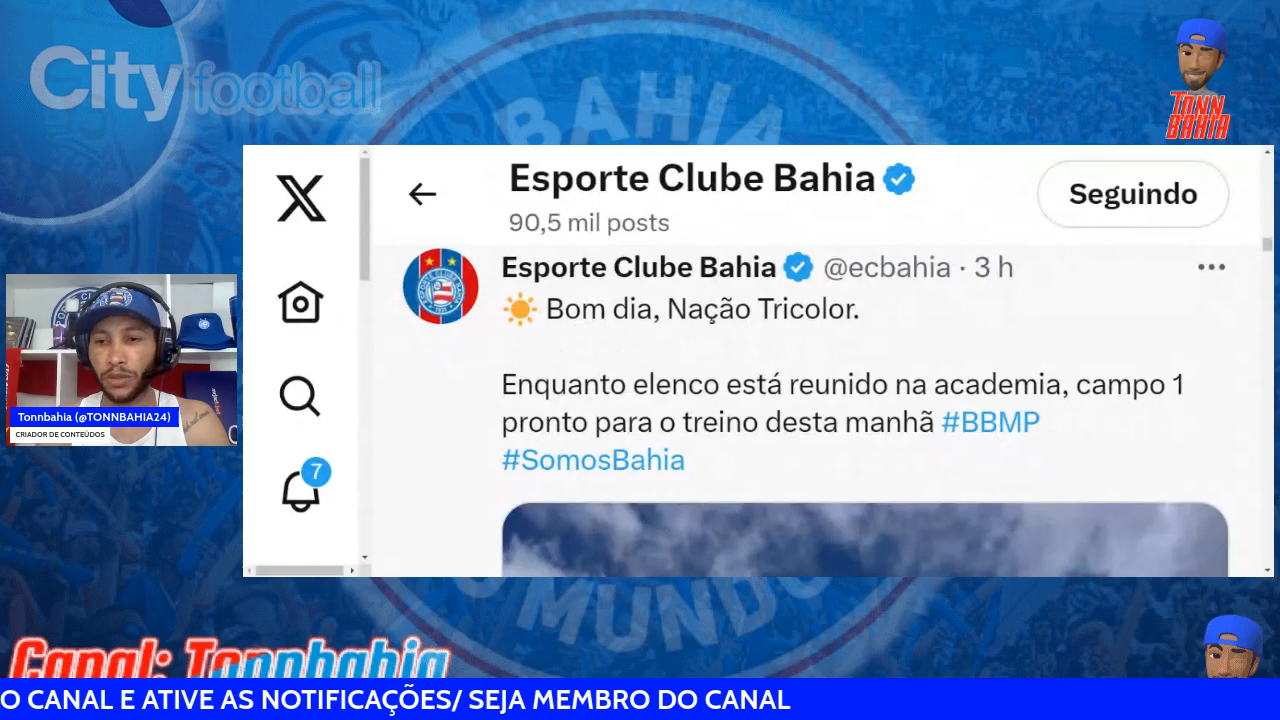 City football
BAHIA
TONN
BAHIA
Esporte Clube Bahia
90,5 mil posts
Seguindo
Esporte Clube Bahia @ecbahia · 3 h
Bom dia, Nação Tricolor.
Enquanto elenco está reunido na academia, campo 1
pronto para o treino desta manhã #BBMP
#SomosBahia
7
Tonnbahia (@TONNBAHIA24)
CRIADOR DE CONTEÚDOS
MUNDO
Canal: Tonnbahia
O CANAL E ATIVE AS NOTIFICAÇÕES/ SEJA MEMBRO DO CANAL